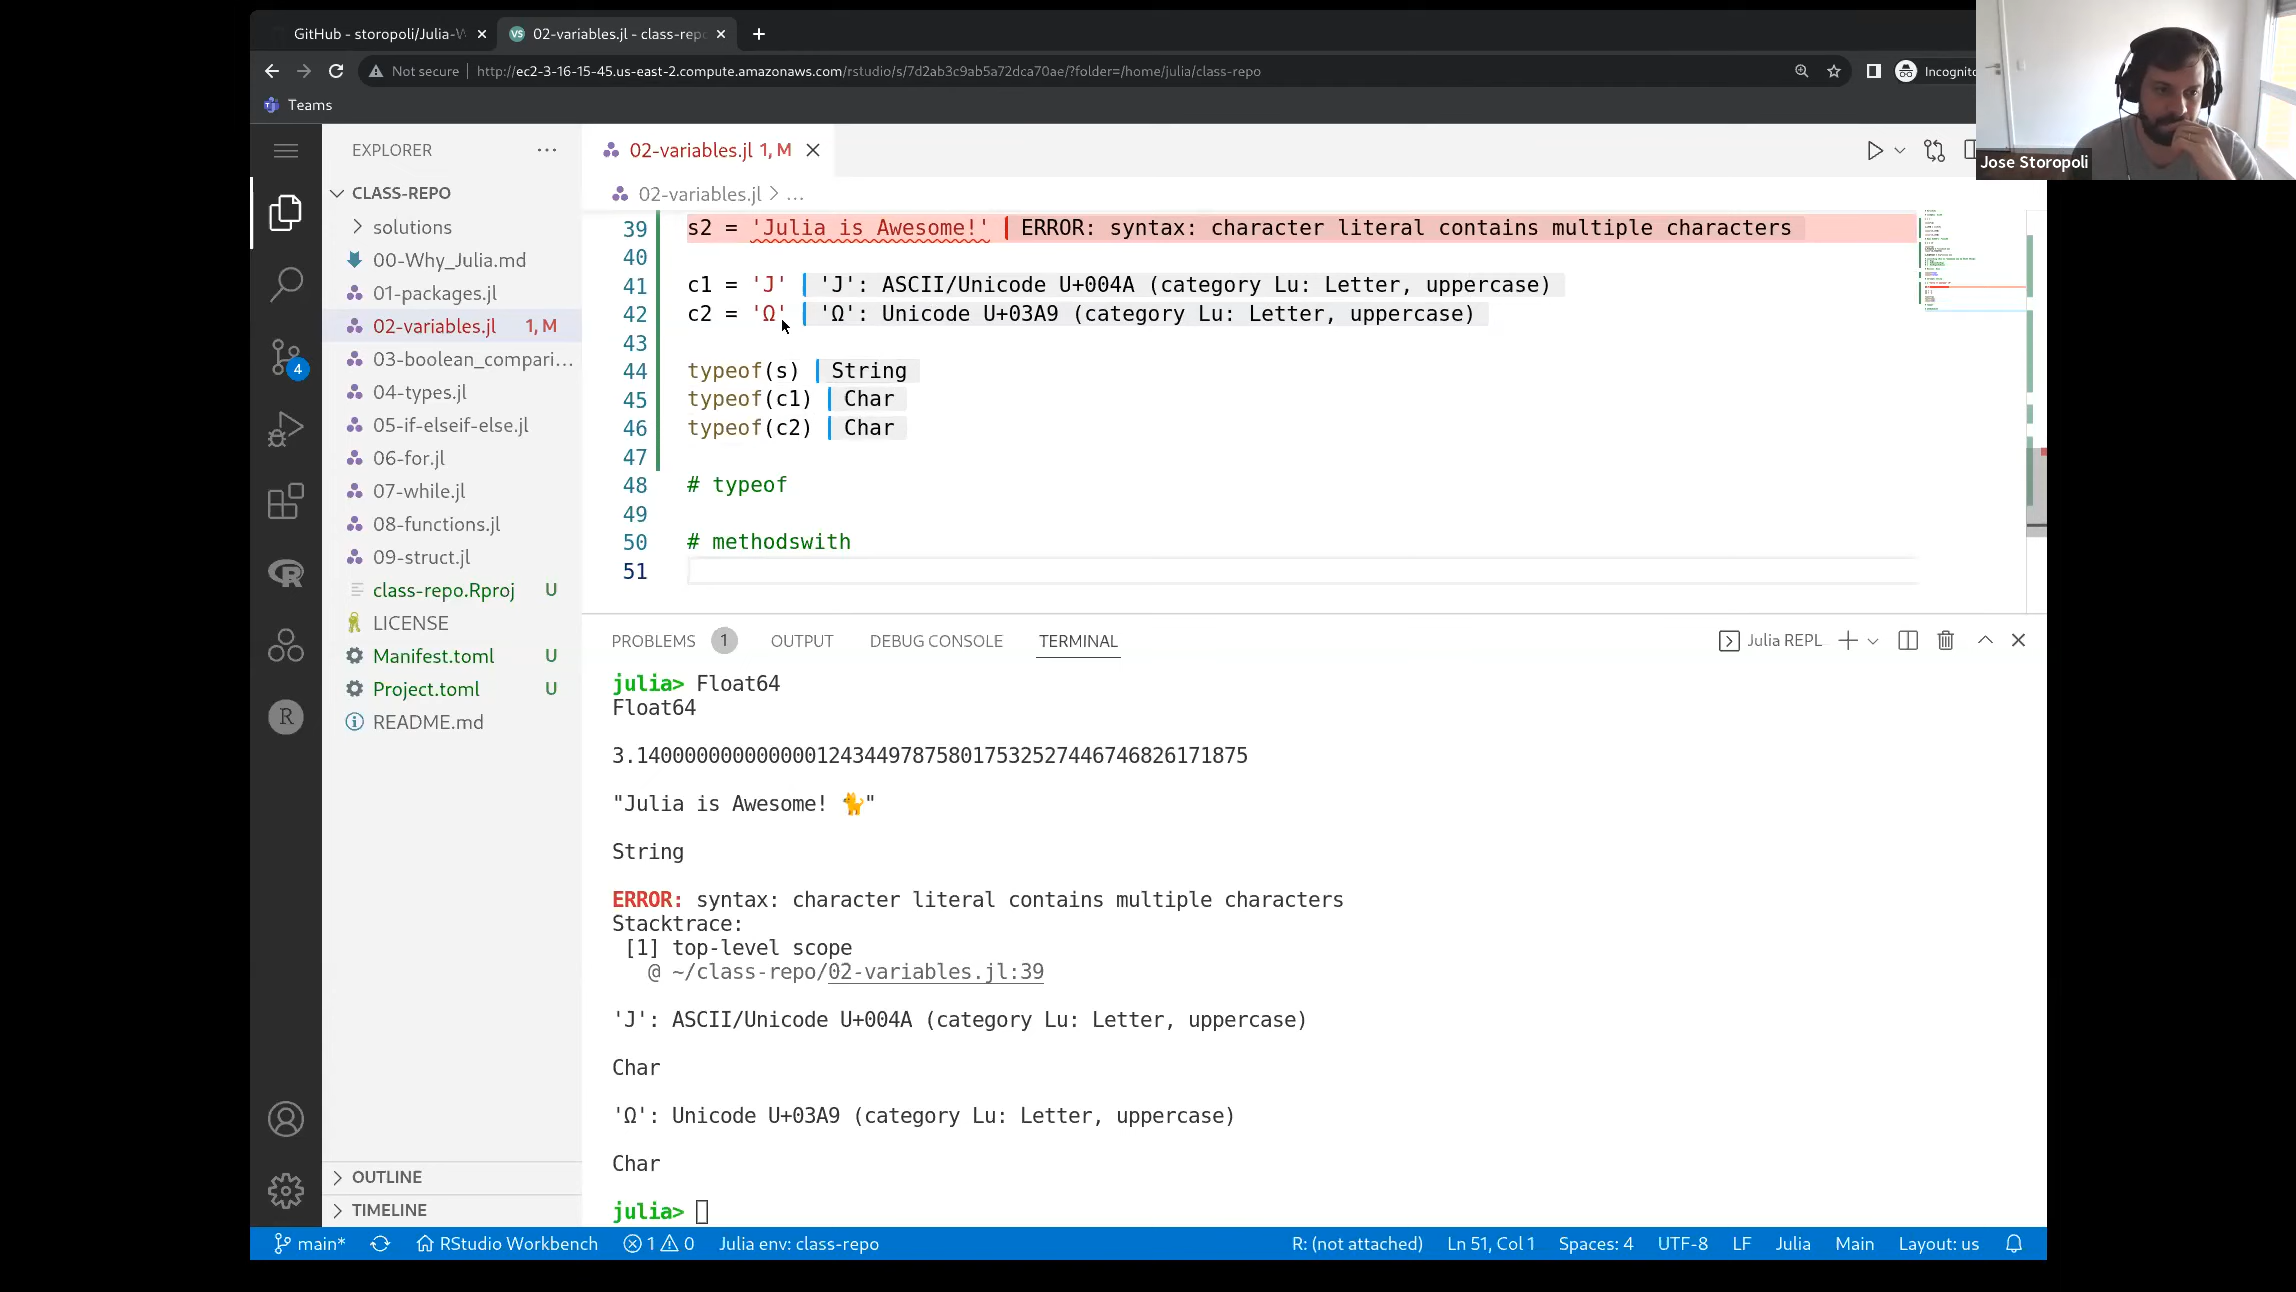 GitHub - storopoli/Julia-W
02-variables.jl - class-repo
Not secure
http://ec2-3-16-15-45.us-east-2.compute.amazonaws.com/rstudio/s/7d2ab3c9ab5a72dca70ae/?folder=/home/julia/class-repo
Incognito
Teams
Jose Storopoli
EXPLORER
CLASS-REPO
solutions
00-Why_Julia.md
01-packages.jl
02-variables.jl 1, M
03-boolean_compari...
04-types.jl
05-if-elseif-else.jl
06-for.jl
07-while.jl
08-functions.jl
09-struct.jl
class-repo.Rproj U
LICENSE
Manifest.toml U
Project.toml U
README.md
OUTLINE
TIMELINE
4
R
R
02-variables.jl 1, M
02-variables.jl > ...
39 s2 = 'Julia is Awesome!' ERROR: syntax: character literal contains multiple characters
40
41 c1 = 'J' 'J': ASCII/Unicode U+004A (category Lu: Letter, uppercase)
42 c2 = 'Ω' 'Ω': Unicode U+03A9 (category Lu: Letter, uppercase)
43
44 typeof(s) String
45 typeof(c1) Char
46 typeof(c2) Char
47
48 # typeof
49
50 # methodswith
51
PROBLEMS 1 OUTPUT DEBUG CONSOLE TERMINAL
Julia REPL
julia> Float64
Float64
3.140000000000000124344978758017532527446746826171875
"Julia is Awesome! 🐈"
String
ERROR: syntax: character literal contains multiple characters
Stacktrace:
[1] top-level scope
@ ~/class-repo/02-variables.jl:39
'J': ASCII/Unicode U+004A (category Lu: Letter, uppercase)
Char
'Ω': Unicode U+03A9 (category Lu: Letter, uppercase)
Char
julia>
main* RStudio Workbench 1 0 Julia env: class-repo R: (not attached) Ln 51, Col 1 Spaces: 4 UTF-8 LF Julia Main Layout: us